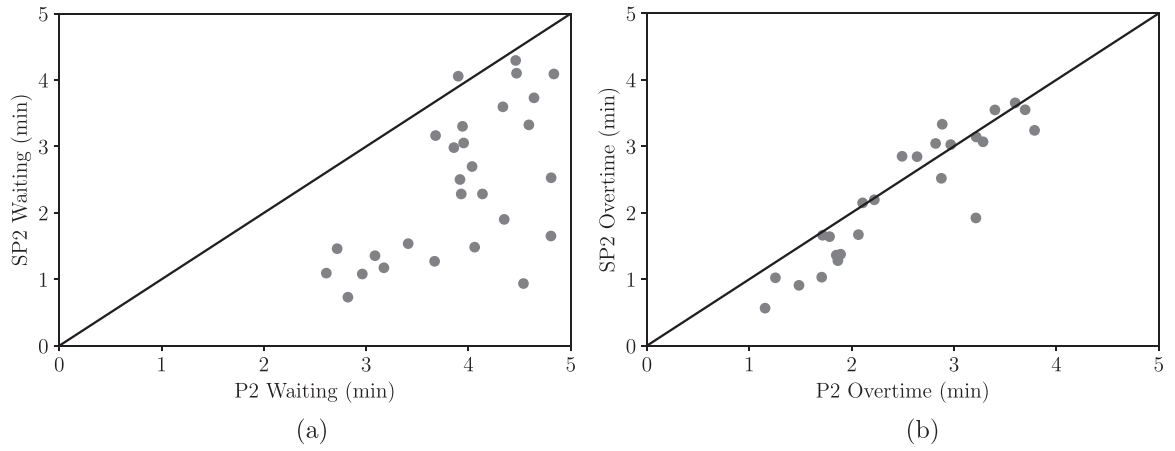 5
4
3
2
1
0
SP2 Waiting (min)
0 1 2 3 4 5
P2 Waiting (min)
(a)
5
4
3
2
1
0
SP2 Overtime (min)
0 1 2 3 4 5
P2 Overtime (min)
(b)